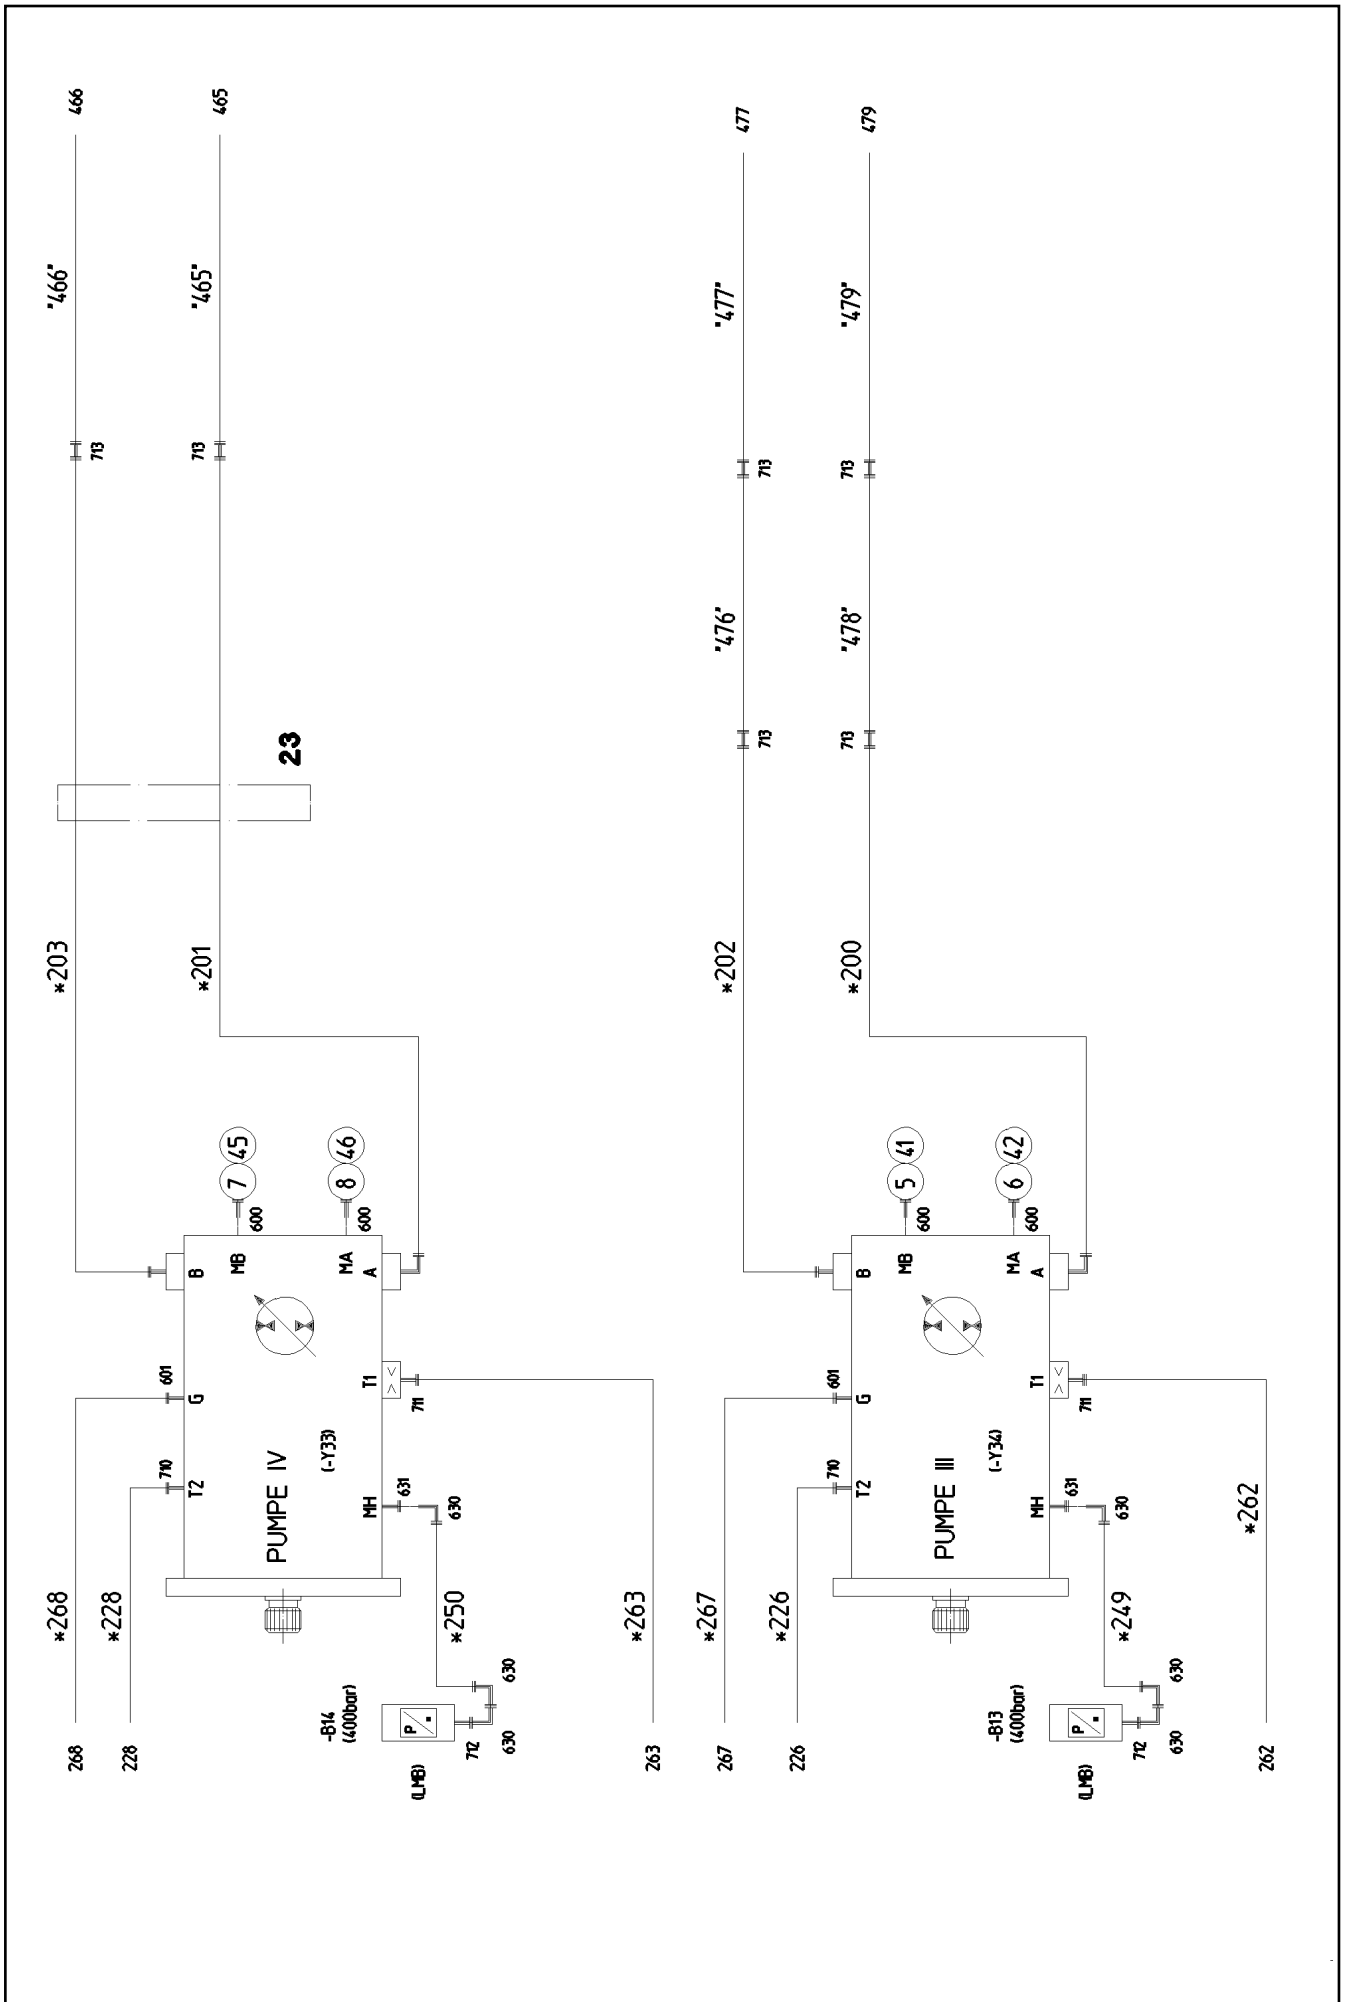 466
465
477
479
"466"
"465"
"477"
"479"
713
713
713
713
"476"
"478"
713
713
23
*203
*201
*202
*200
7 45
8 46
5 41
6 42
600
600
600
600
B
MB
MA
A
B
MB
MA
A
601
G
T1
711
601
G
T1
711
710
T2
PUMPE IV
(-Y33)
MH
631
630
710
T2
PUMPE III
(-Y34)
MH
631
630
*268
*228
*250
*263
*267
*226
*249
*262
268
228
-B14
(400bar)
P
(LMB)
712
630
630
263
267
226
-B13
(400bar)
P
(LMB)
712
630
630
262